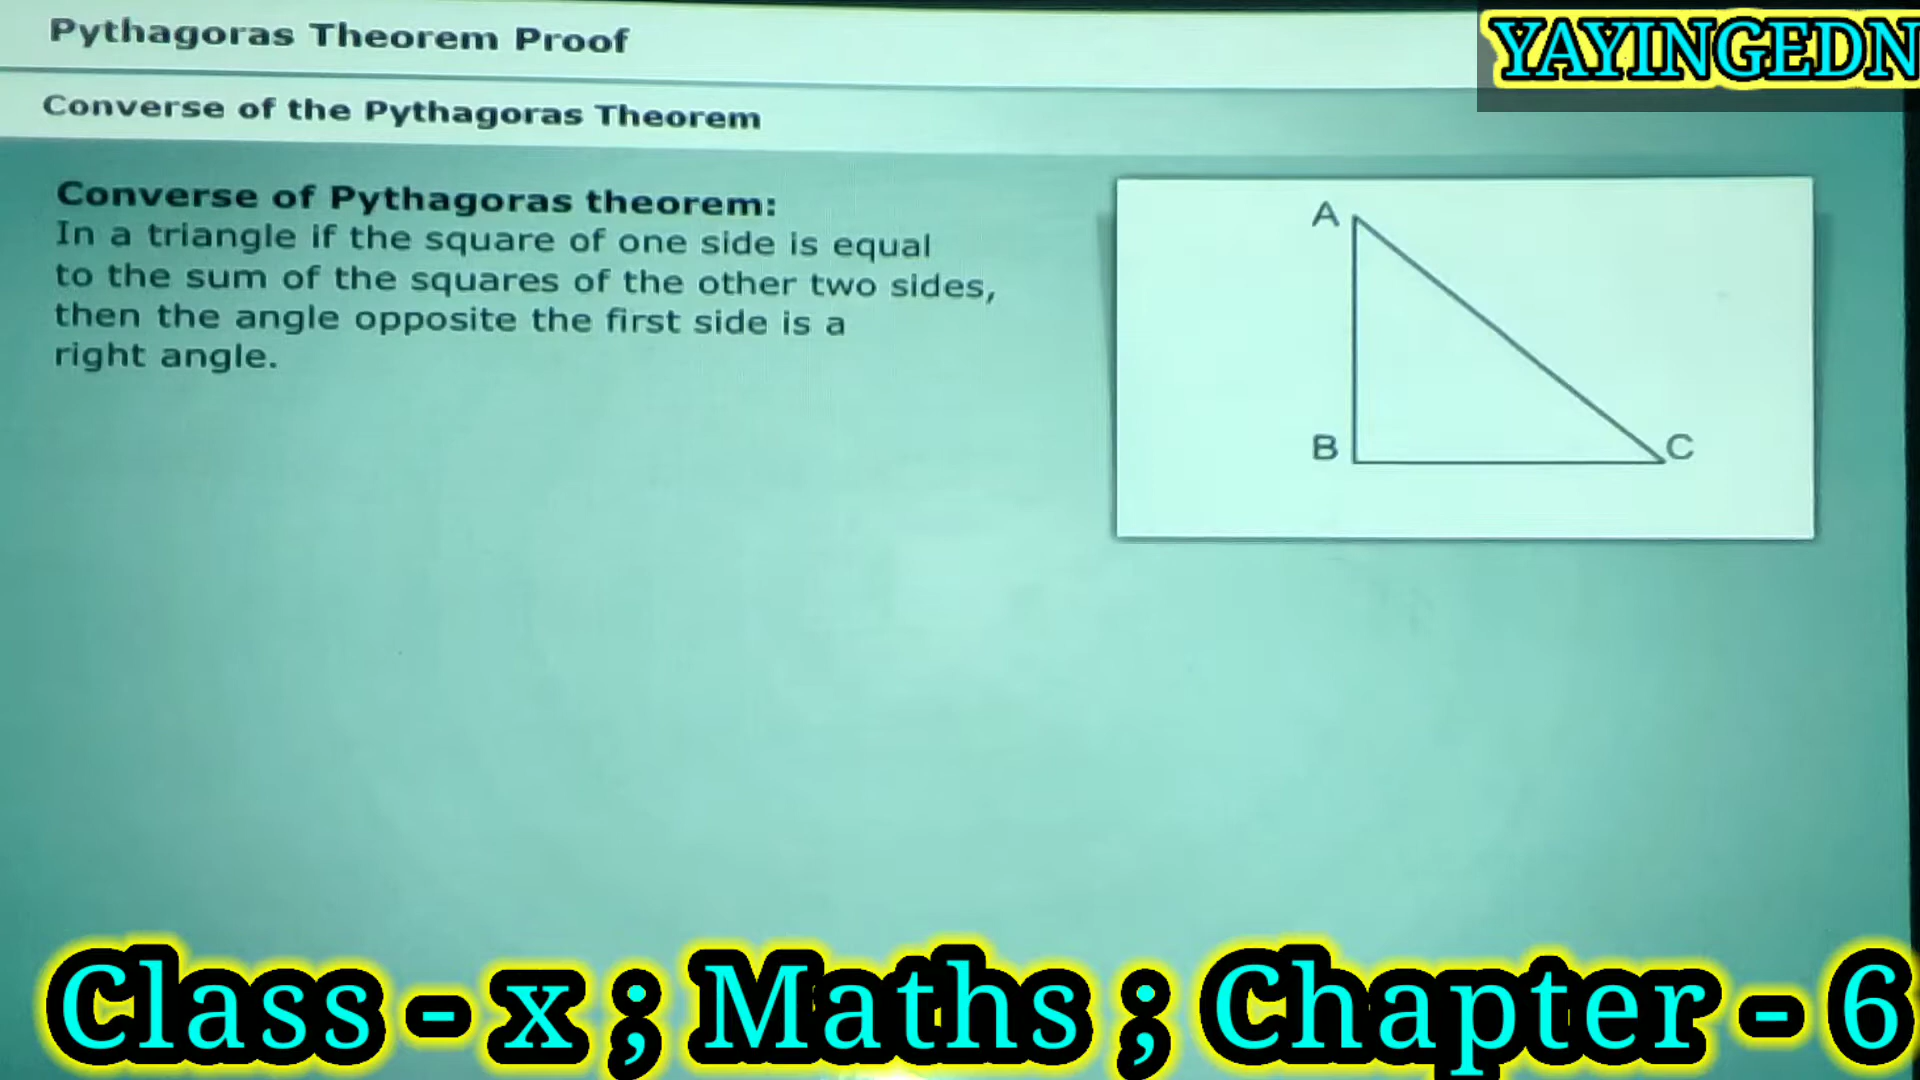 Pythagoras Theorem Proof
YAYINGEDN
Converse of the Pythagoras Theorem
Converse of Pythagoras theorem:
In a triangle if the square of one side is equal
to the sum of the squares of the other two sides,
then the angle opposite the first side is a
right angle.
A
B
C
Class - x ; Maths ; Chapter - 6